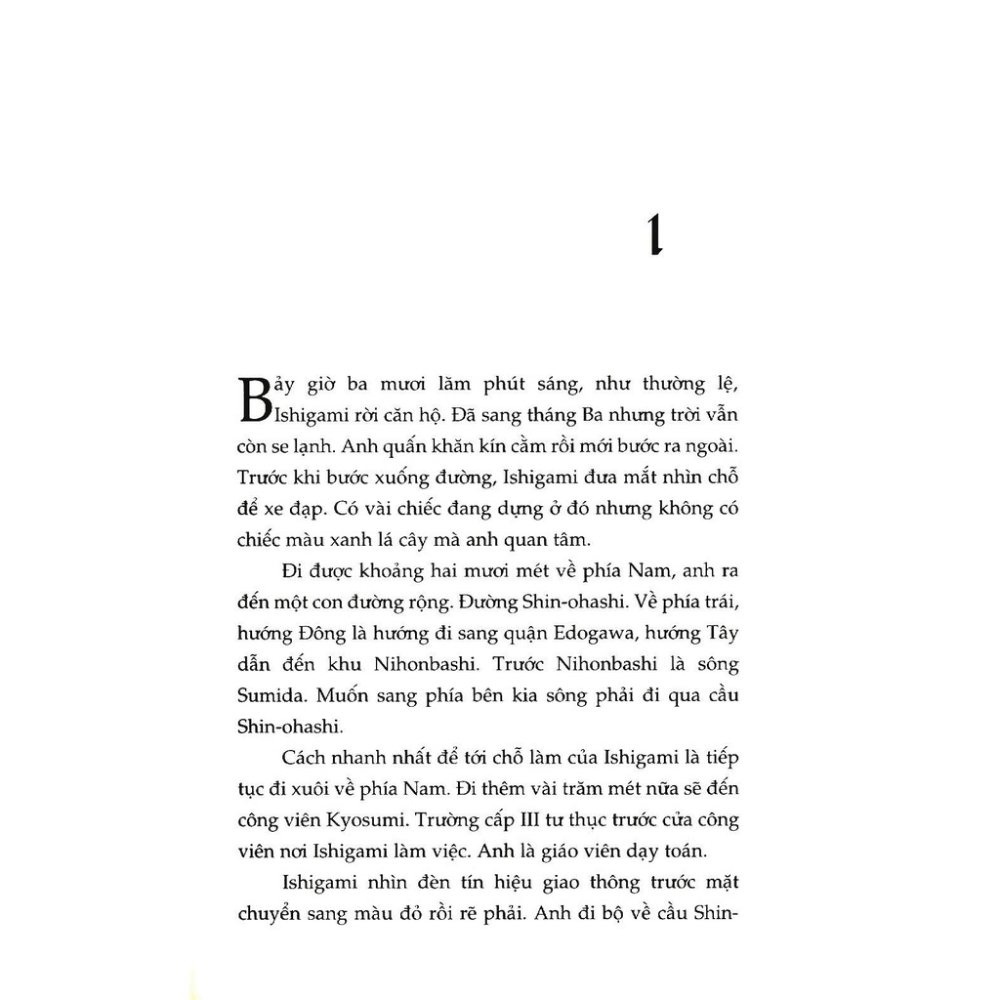 1
Bảy giờ ba mươi lăm phút sáng, như thường lệ,
Ishigami rời căn hộ. Đã sang tháng Ba nhưng trời vẫn
còn se lạnh. Anh quấn khăn kín cằm rồi mới bước ra ngoài.
Trước khi bước xuống đường, Ishigami đưa mắt nhìn chỗ
để xe đạp. Có vài chiếc đang dựng ở đó nhưng không có
chiếc màu xanh lá cây mà anh quan tâm.
Đi được khoảng hai mươi mét về phía Nam, anh ra
đến một con đường rộng. Đường Shin-ohashi. Về phía trái,
hướng Đông là hướng đi sang quận Edogawa, hướng Tây
dẫn đến khu Nihonbashi. Trước Nihonbashi là sông
Sumida. Muốn sang phía bên kia sông phải đi qua cầu
Shin-ohashi.
Cách nhanh nhất để tới chỗ làm của Ishigami là tiếp
tục đi xuôi về phía Nam. Đi thêm vài trăm mét nữa sẽ đến
công viên Kyosumi. Trường cấp III tư thục trước cửa công
viên nơi Ishigami làm việc. Anh là giáo viên dạy toán.
Ishigami nhìn đèn tín hiệu giao thông trước mặt
chuyển sang màu đỏ rồi rẽ phải. Anh đi bộ về cầu Shin-